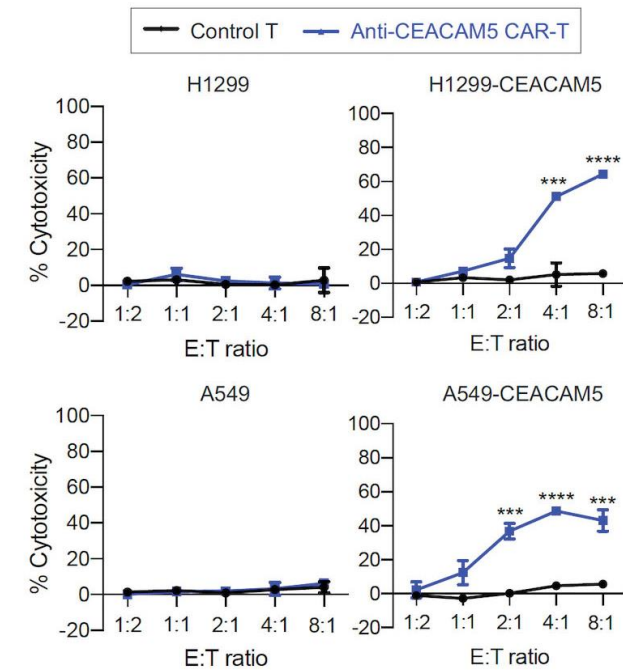 Control T Anti-CEACAM5 CAR-T
H1299
% Cytotoxicity
100
80
60
40
20
0
-20
1:2 1:1 2:1 4:1 8:1
E:T ratio
H1299-CEACAM5
100
80
60
40
20
0
-20
*** ****
1:2 1:1 2:1 4:1 8:1
E:T ratio
A549
% Cytotoxicity
100
80
60
40
20
0
-20
1:2 1:1 2:1 4:1 8:1
E:T ratio
A549-CEACAM5
100
80
60
40
20
0
-20
*** **** ***
1:2 1:1 2:1 4:1 8:1
E:T ratio